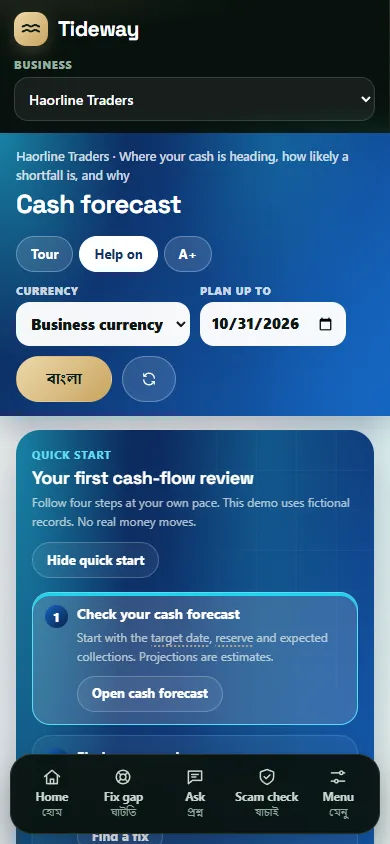 Tideway
BUSINESS
Haorline Traders
Haorline Traders · Where your cash is heading, how likely a
shortfall is, and why
Cash forecast
Tour
Help on
A+
CURRENCY
PLAN UP TO
Business currency
10/31/2026
বাংলা
QUICK START
Your first cash-flow review
Follow four steps at your own pace. This demo uses fictional
records. No real money moves.
Hide quick start
1
Check your cash forecast
Start with the target date, reserve and expected
collections. Projections are estimates.
Open cash forecast
Home
Fix gap
Ask
Scam check
Menu
হোম
ঘাটতি
প্রশ্ন
যাচাই
মেনু
Find a fix